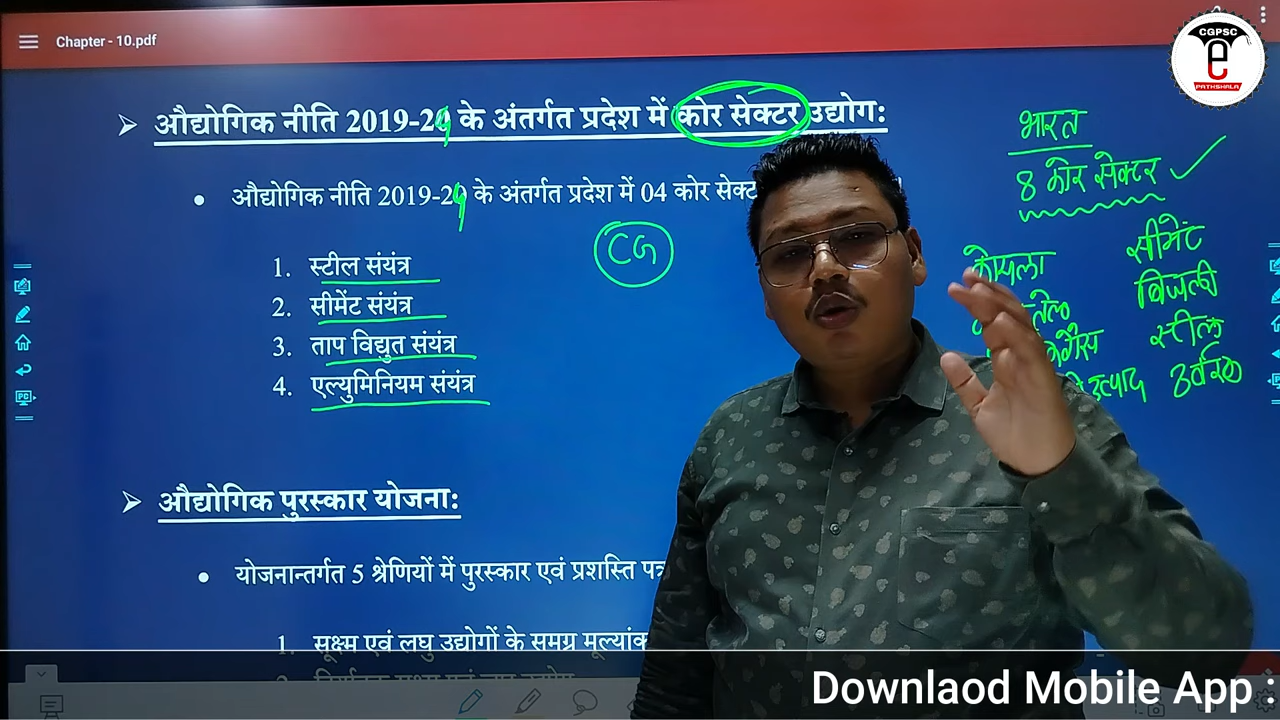 Chapter - 10.pdf
CGPSC
e
PATHSHALA
औद्योगिक नीति 2019-24 के अंतर्गत प्रदेश में कोर सेक्टर उद्योग:
औद्योगिक नीति 2019-24 के अंतर्गत प्रदेश में 04 कोर
1. स्टील संयंत्र
2. सीमेंट संयंत्र
3. ताप विद्युत संयंत्र
4. एल्युमिनियम संयंत्र
CG
भारत
8 कोर सेक्टर
कोयला सीमेंट
बिजली
स्टील
उत्पाद उर्वरक
औद्योगिक पुरस्कार योजना:
योजनान्तर्गत 5 श्रेणियों में पुरस्कार एवं प्रशस्ति पत्र
1. सूक्ष्म एवं लघु उद्योगों के समग्र
Downlaod Mobile App :